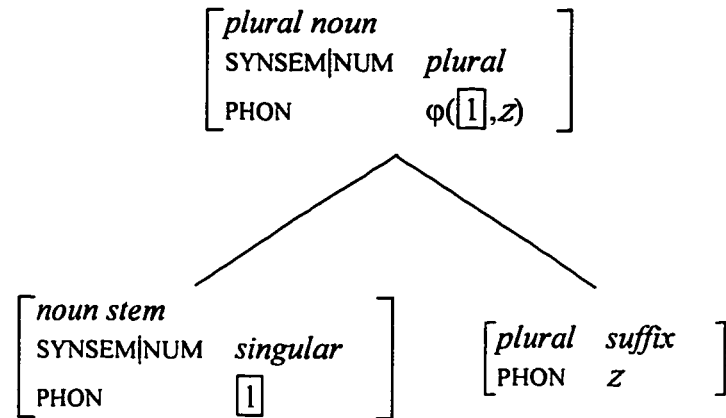 plural noun
SYNSEM|NUM plural
PHON φ(1,z)
noun stem
SYNSEM|NUM singular
PHON 1
plural suffix
PHON z